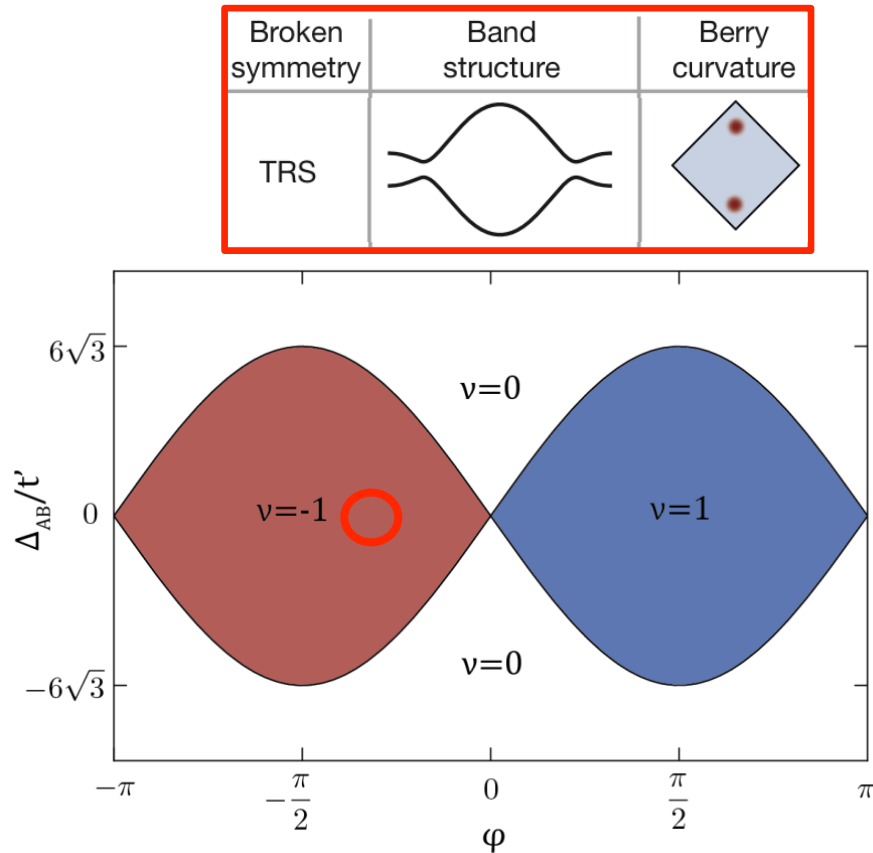 Broken symmetry
Band structure
Berry curvature
TRS
6√3
ν=0
Δ_AB/t'
0
ν=-1
ν=1
ν=0
−6√3
−π
−π/2
0
π/2
π
φ